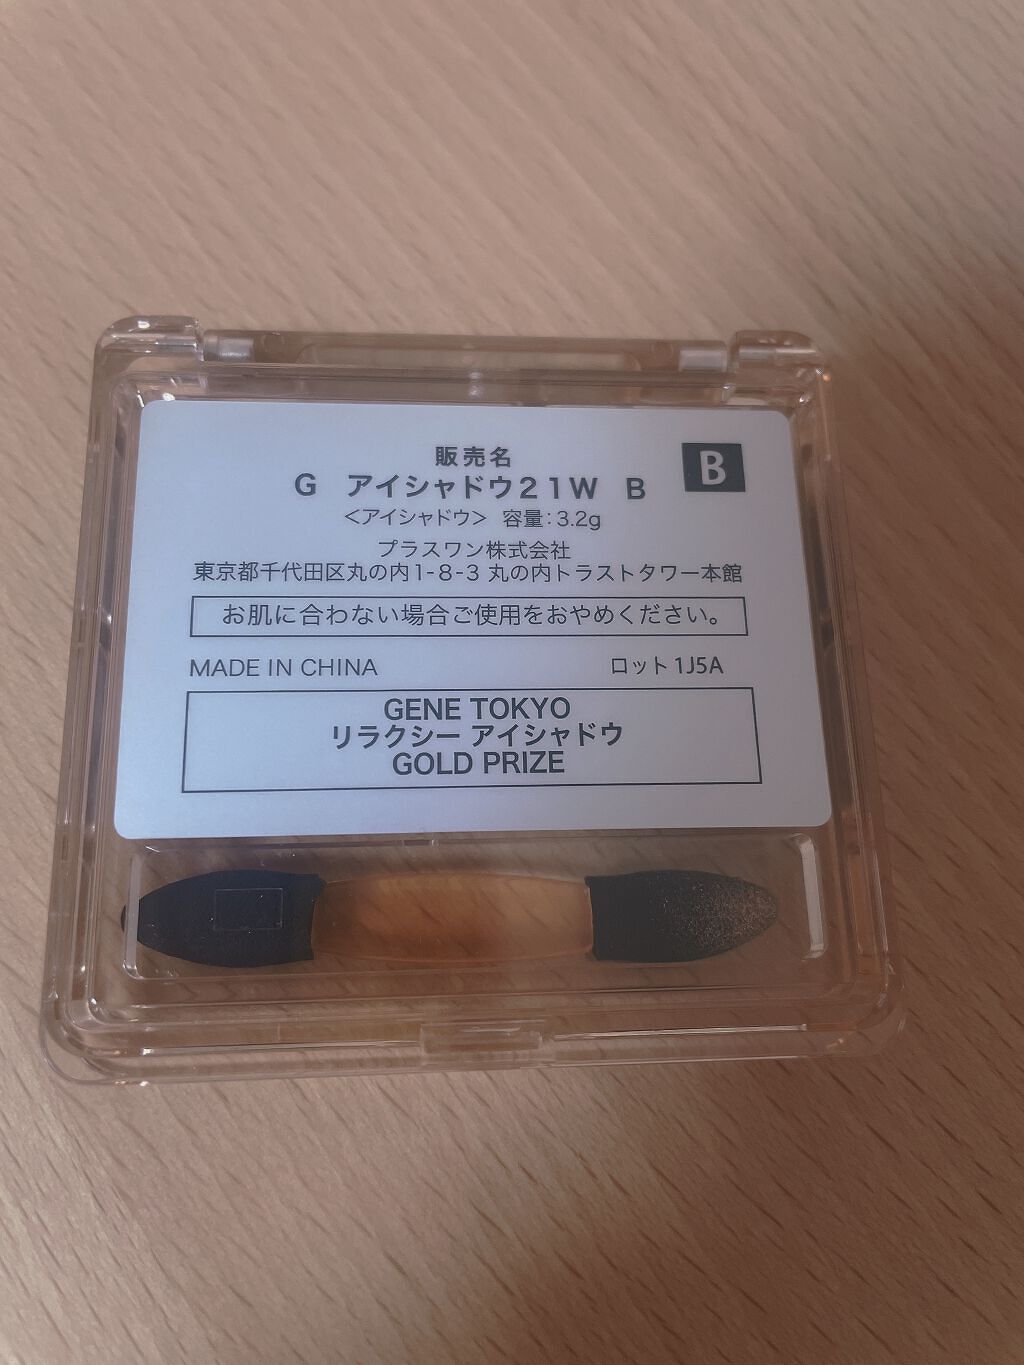 販売名
B
G アイシャドウ21W B
＜アイシャドウ＞ 容量：3.2g
プラスワン株式会社
東京都千代田区丸の内1-8-3 丸の内トラストタワー本館
お肌に合わない場合ご使用をおやめください。
MADE IN CHINA ロット 1J5A
GENE TOKYO
リラクシー アイシャドウ
GOLD PRIZE